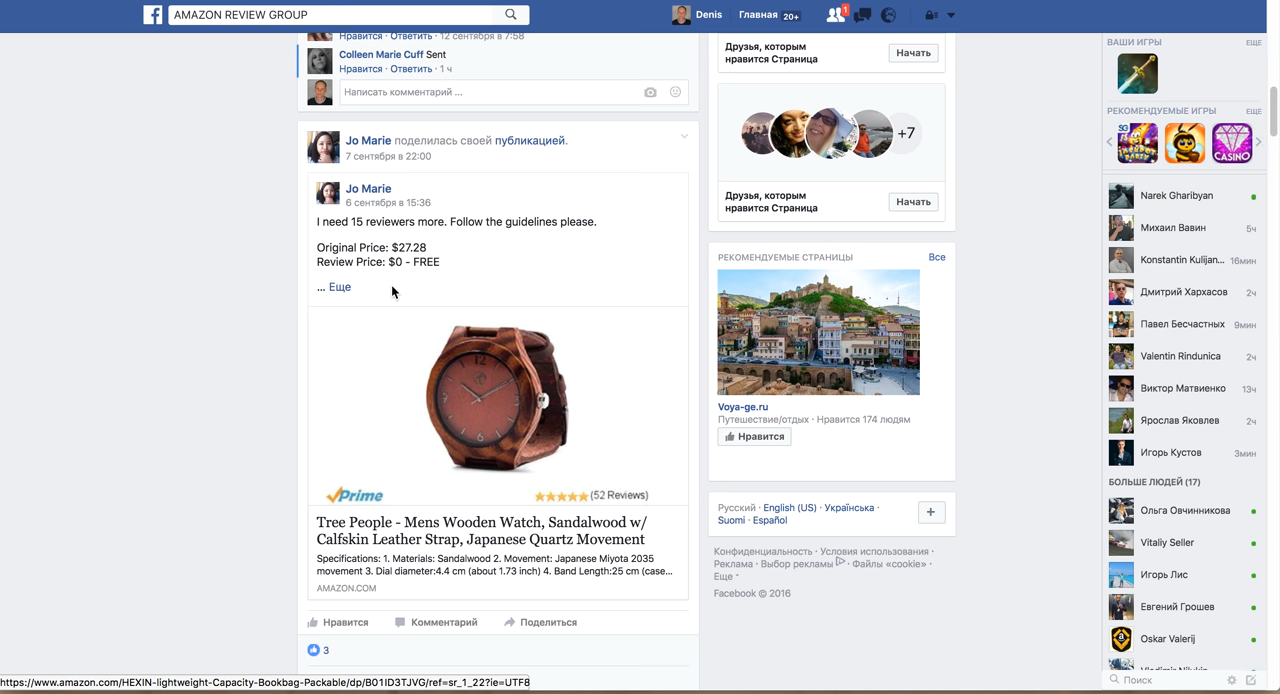 AMAZON REVIEW GROUP
Denis
Главная 20+
1
Нравится · Ответить · 12 сентября в 7:58
Colleen Marie Cuff Sent
Нравится · Ответить · 1 ч
Написать комментарий ...
Jo Marie поделилась своей публикацией.
7 сентября в 22:00
Jo Marie
6 сентября в 15:36
I need 15 reviewers more. Follow the guidelines please.
Original Price: $27.28
Review Price: $0 - FREE
... Еще
Prime
(52 Reviews)
Tree People - Mens Wooden Watch, Sandalwood w/
Calfskin Leather Strap, Japanese Quartz Movement
Specifications: 1. Materials: Sandalwood 2. Movement: Japanese Miyota 2035
movement 3. Dial diameter:4.4 cm (about 1.73 inch) 4. Band Length:25 cm (case...
AMAZON.COM
Нравится
Комментарий
Поделиться
3
https://www.amazon.com/HEXIN-lightweight-Capacity-Bookbag-Packable/dp/B01ID3TJVG/ref=sr_1_22?ie=UTF8
Друзья, которым
нравится Страница
Начать
+7
Друзья, которым
нравится Страница
Начать
РЕКОМЕНДУЕМЫЕ СТРАНИЦЫ
Все
Voya-ge.ru
Путешествие/отдых · Нравится 174 людям
Нравится
Русский · English (US) · Українська ·
Suomi · Español
+
Конфиденциальность · Условия использования ·
Реклама · Выбор рекламы · Файлы «cookie» ·
Еще
Facebook © 2016
ВАШИ ИГРЫ
ЕЩЕ
РЕКОМЕНДУЕМЫЕ ИГРЫ
ЕЩЕ
SG
PARTY
CASINO
Narek Gharibyan
Михаил Вавин 5ч
Konstantin Kulijan... 16мин
Дмитрий Хархасов 2ч
Павел Бесчастных 9мин
Valentin Rindunica 2ч
Виктор Матвиенко 13ч
Ярослав Яковлев 2ч
Игорь Кустов 3мин
БОЛЬШЕ ЛЮДЕЙ (17)
Ольга Овчинникова
Vitaliy Seller
Игорь Лис
Евгений Грошев
Oskar Valerij
Поиск